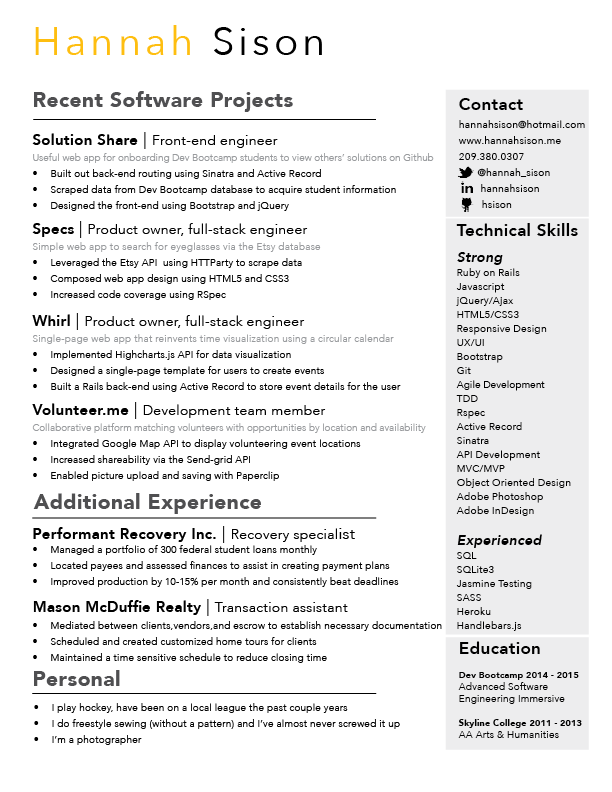 Hannah Sison
Recent Software Projects
Solution Share | Front-end engineer
Useful web app for onboarding Dev Bootcamp students to view others' solutions on Github
• Built out back-end routing using Sinatra and Active Record
• Scraped data from Dev Bootcamp database to acquire student information
• Designed the front-end using Bootstrap and jQuery
Specs | Product owner, full-stack engineer
Simple web app to search for eyeglasses via the Etsy database
• Leveraged the Etsy API using HTTParty to scrape data
• Composed web app design using HTML5 and CSS3
• Increased code coverage using RSpec
Whirl | Product owner, full-stack engineer
Single-page web app that reinvents time visualization using a circular calendar
• Implemented Highcharts.js API for data visualization
• Designed a single-page template for users to create events
• Built a Rails back-end using Active Record to store event details for the user
Volunteer.me | Development team member
Collaborative platform matching volunteers with opportunities by location and availability
• Integrated Google Map API to display volunteering event locations
• Increased shareability via the Send-grid API
• Enabled picture upload and saving with Paperclip
Additional Experience
Performant Recovery Inc. | Recovery specialist
• Managed a portfolio of 300 federal student loans monthly
• Located payees and assessed finances to assist in creating payment plans
• Improved production by 10-15% per month and consistently beat deadlines
Mason McDuffie Realty | Transaction assistant
• Mediated between clients,vendors,and escrow to establish necessary documentation
• Scheduled and created customized home tours for clients
• Maintained a time sensitive schedule to reduce closing time
Personal
• I play hockey, have been on a local league the past couple years
• I do freestyle sewing (without a pattern) and I've almost never screwed it up
• I'm a photographer
Contact
hannahsison@hotmail.com
www.hannahsison.me
209.380.0307
@hannah_sison
in hannahsison
hsison
Technical Skills
Strong
Ruby on Rails
Javascript
jQuery/Ajax
HTML5/CSS3
Responsive Design
UX/UI
Bootstrap
Git
Agile Development
TDD
Rspec
Active Record
Sinatra
API Development
MVC/MVP
Object Oriented Design
Adobe Photoshop
Adobe InDesign
Experienced
SQL
SQLite3
Jasmine Testing
SASS
Heroku
Handlebars.js
Education
Dev Bootcamp 2014 - 2015
Advanced Software
Engineering Immersive
Skyline College 2011 - 2013
AA Arts & Humanities